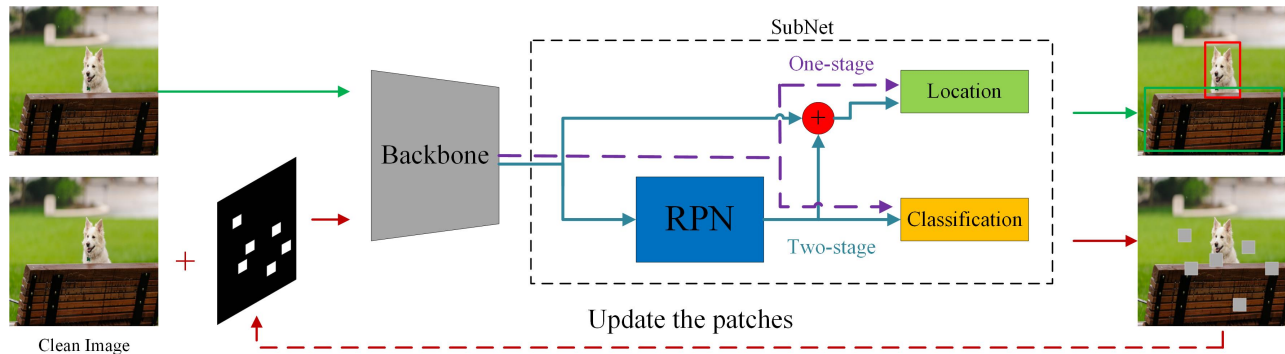 SubNet
One-stage
Location
+
Backbone
RPN
Classification
Two-stage
+
Update the patches
Clean Image